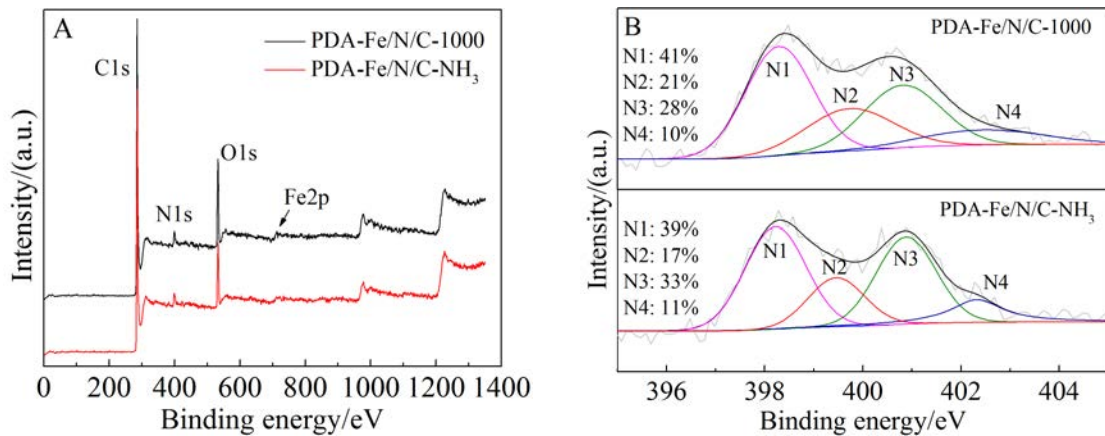 A
PDA-Fe/N/C-1000
PDA-Fe/N/C-NH₃
C1s
O1s
N1s
Fe2p
Intensity/(a.u.)
0 200 400 600 800 1000 1200 1400
Binding energy/eV
B
PDA-Fe/N/C-1000
N1: 41%
N2: 21%
N3: 28%
N4: 10%
N1
N2
N3
N4
PDA-Fe/N/C-NH₃
N1: 39%
N2: 17%
N3: 33%
N4: 11%
N1
N2
N3
N4
Intensity/(a.u.)
396 398 400 402 404
Binding energy/eV